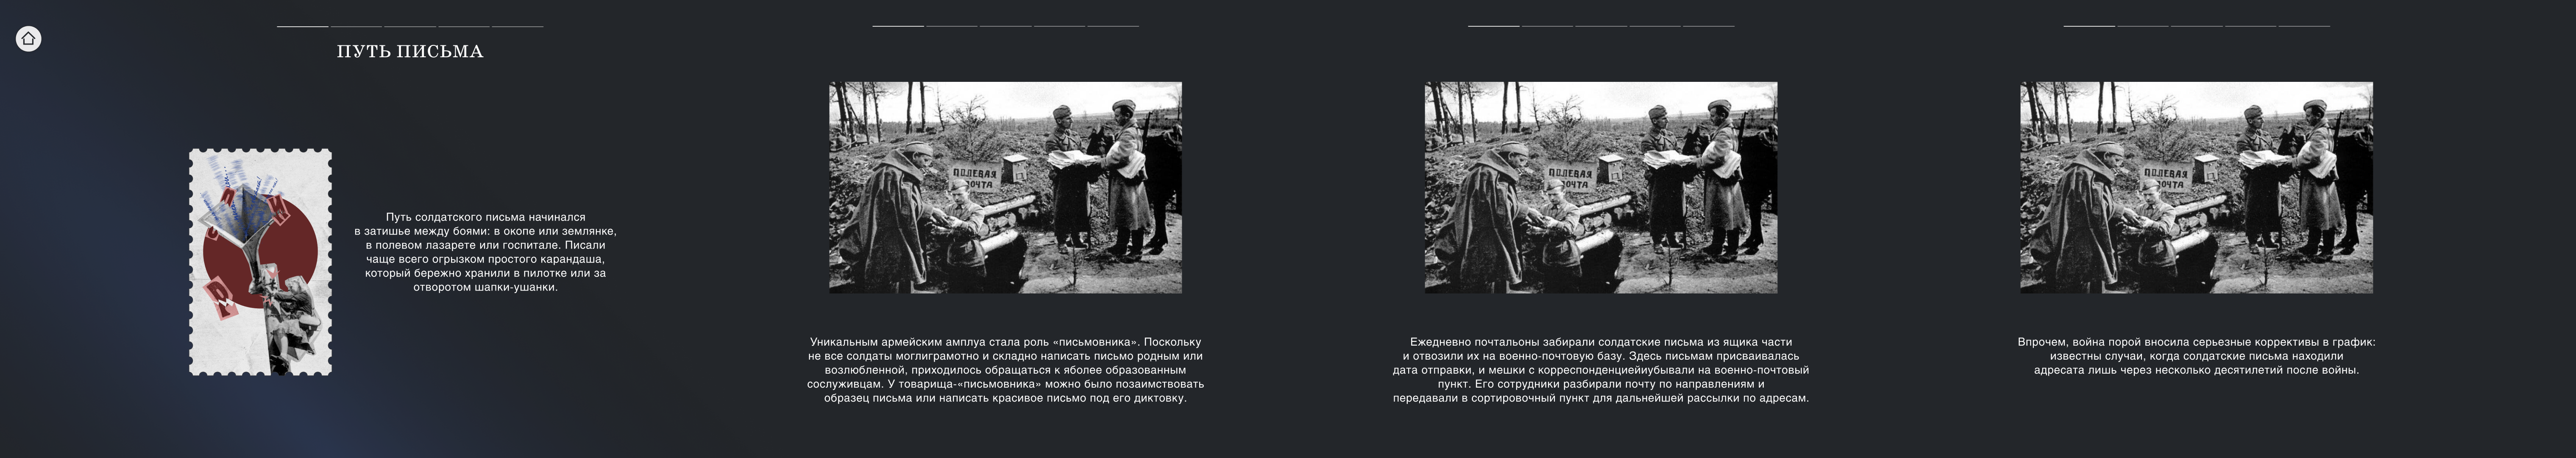 ПУТЬ ПИСЬМА
Путь солдатского письма начинался
в затишье между боями: в окопе или землянке,
в полевом лазарете или госпитале. Писали
чаще всего огрызком простого карандаша,
который бережно хранили в пилотке или за
отворотом шапки-ушанки.
ПОЛЕВАЯ
ПОЧТА
Уникальным армейским амплуа стала роль «письмовника». Поскольку
не все солдаты моглиграмотно и складно написать письмо родным или
возлюбленной, приходилось обращаться к яболее образованным
сослуживцам. У товарища-«письмовника» можно было позаимствовать
образец письма или написать красивое письмо под его диктовку.
ПОЛЕВАЯ
ПОЧТА
Ежедневно почтальоны забирали солдатские письма из ящика части
и отвозили их на военно-почтовую базу. Здесь письмам присваивалась
дата отправки, и мешки с корреспонденциейиубывали на военно-почтовый
пункт. Его сотрудники разбирали почту по направлениям и
передавали в сортировочный пункт для дальнейшей рассылки по адресам.
ПОЛЕВАЯ
ПОЧТА
Впрочем, война порой вносила серьезные коррективы в график:
известны случаи, когда солдатские письма находили
адресата лишь через несколько десятилетий после войны.